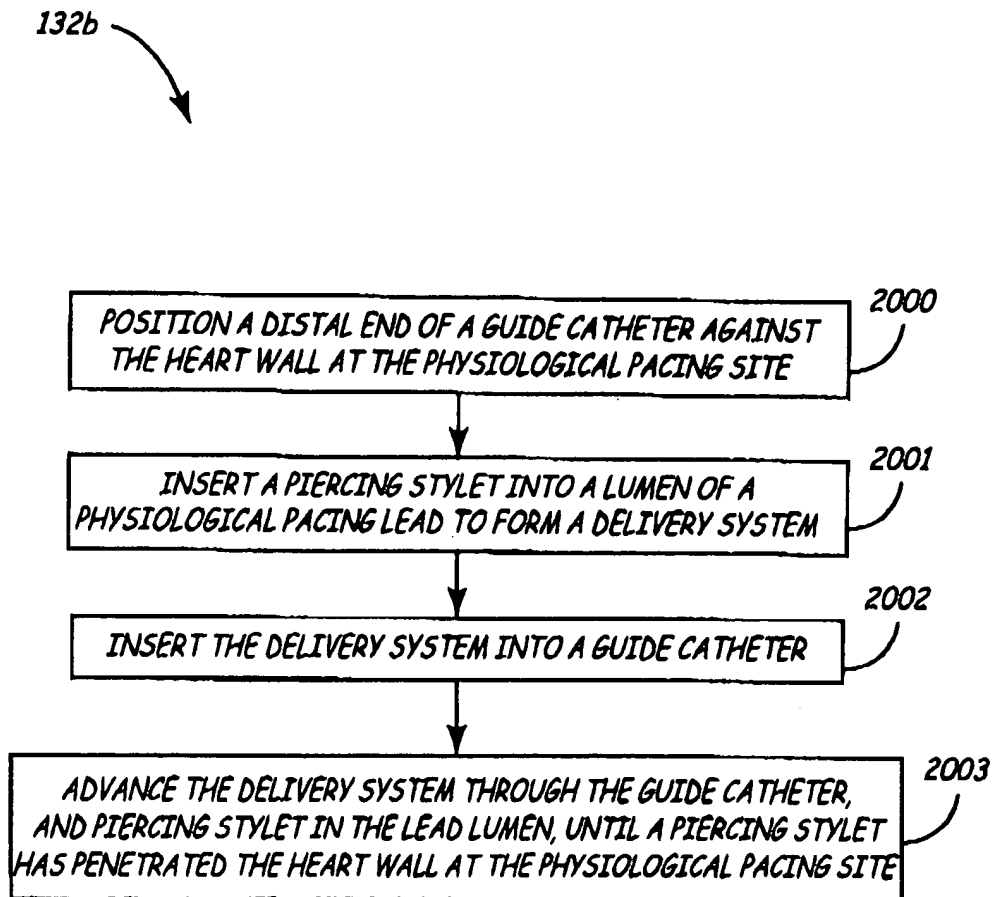 132b
POSITION A DISTAL END OF A GUIDE CATHETER AGAINST
THE HEART WALL AT THE PHYSIOLOGICAL PACING SITE
2000
INSERT A PIERCING STYLET INTO A LUMEN OF A
PHYSIOLOGICAL PACING LEAD TO FORM A DELIVERY SYSTEM
2001
INSERT THE DELIVERY SYSTEM INTO A GUIDE CATHETER
2002
ADVANCE THE DELIVERY SYSTEM THROUGH THE GUIDE CATHETER,
AND PIERCING STYLET IN THE LEAD LUMEN, UNTIL A PIERCING STYLET
HAS PENETRATED THE HEART WALL AT THE PHYSIOLOGICAL PACING SITE
2003